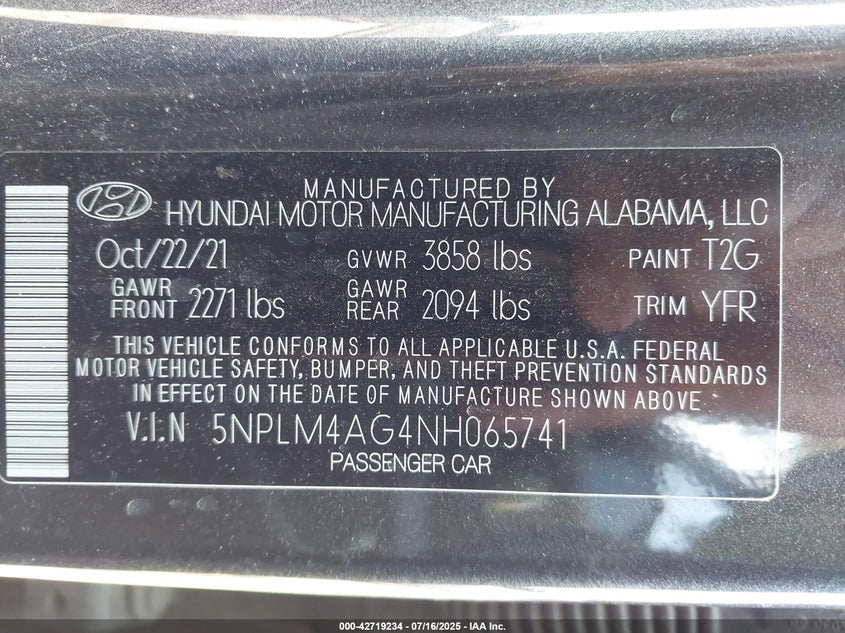 MANUFACTURED BY
HYUNDAI MOTOR MANUFACTURING ALABAMA, LLC
Oct/22/21 GVWR 3858 lbs PAINT T2G
GAWR FRONT 2271 lbs GAWR REAR 2094 lbs TRIM YFR
THIS VEHICLE CONFORMS TO ALL APPLICABLE U.S.A. FEDERAL
MOTOR VEHICLE SAFETY, BUMPER, AND THEFT PREVENTION STANDARDS
IN EFFECT ON THE DATE OF MANUFACTURE SHOWN ABOVE
V.I.N 5NPLM4AG4NH065741
PASSENGER CAR
000-42719234 - 07/16/2025 - IAA Inc.